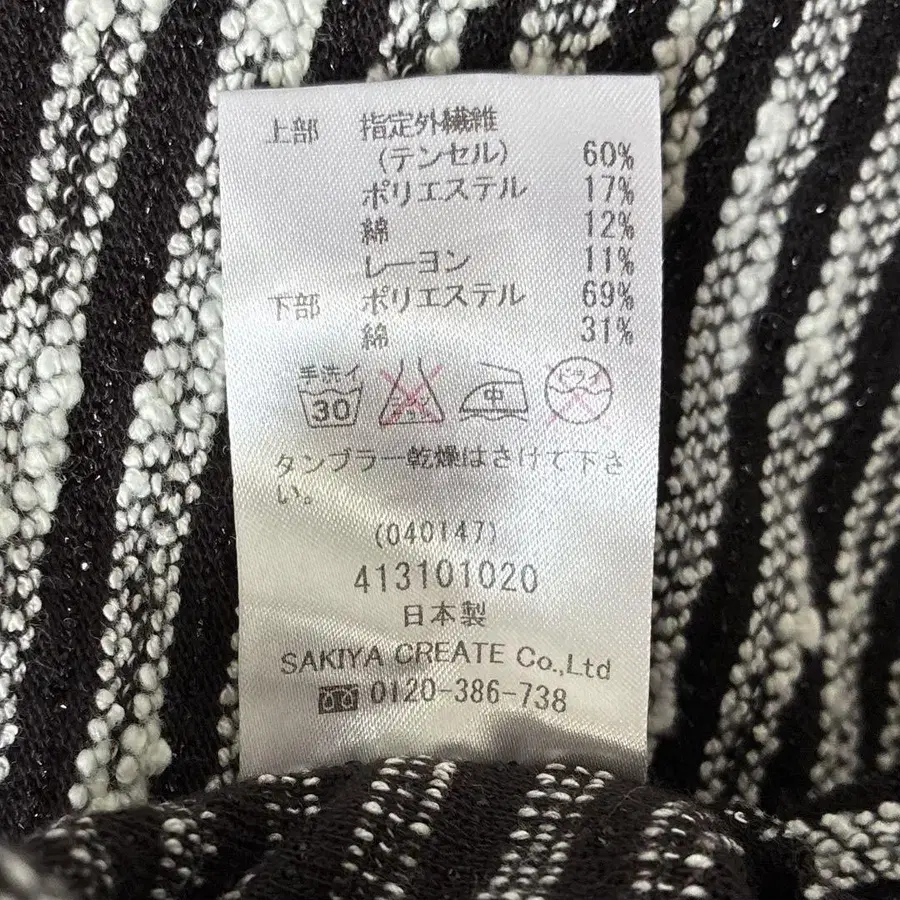 上部 指定外繊維
(テンセル) 60%
ポリエステル 17%
綿 12%
レーヨン 11%
下部 ポリエステル 69%
綿 31%
手洗イ
30
中
ドライ
タンブラー乾燥はさけて下さ
い。
(040147)
413101020
日本製
SAKIYA CREATE Co.,Ltd
0120-386-738